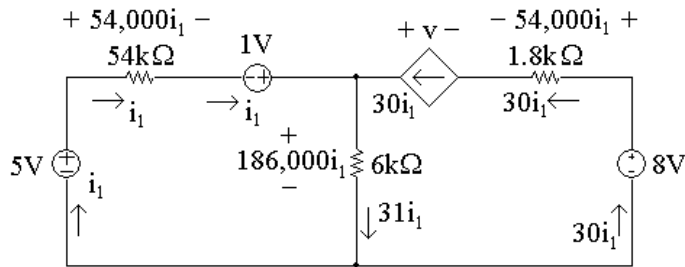 + 54,000i₁ −
− 54,000i₁ +
54kΩ
1V
+ v −
1.8kΩ
− +
i₁
i₁
30i₁
30i₁
+
−
5V
i₁
+
186,000i₁
−
6kΩ
8V
31i₁
30i₁